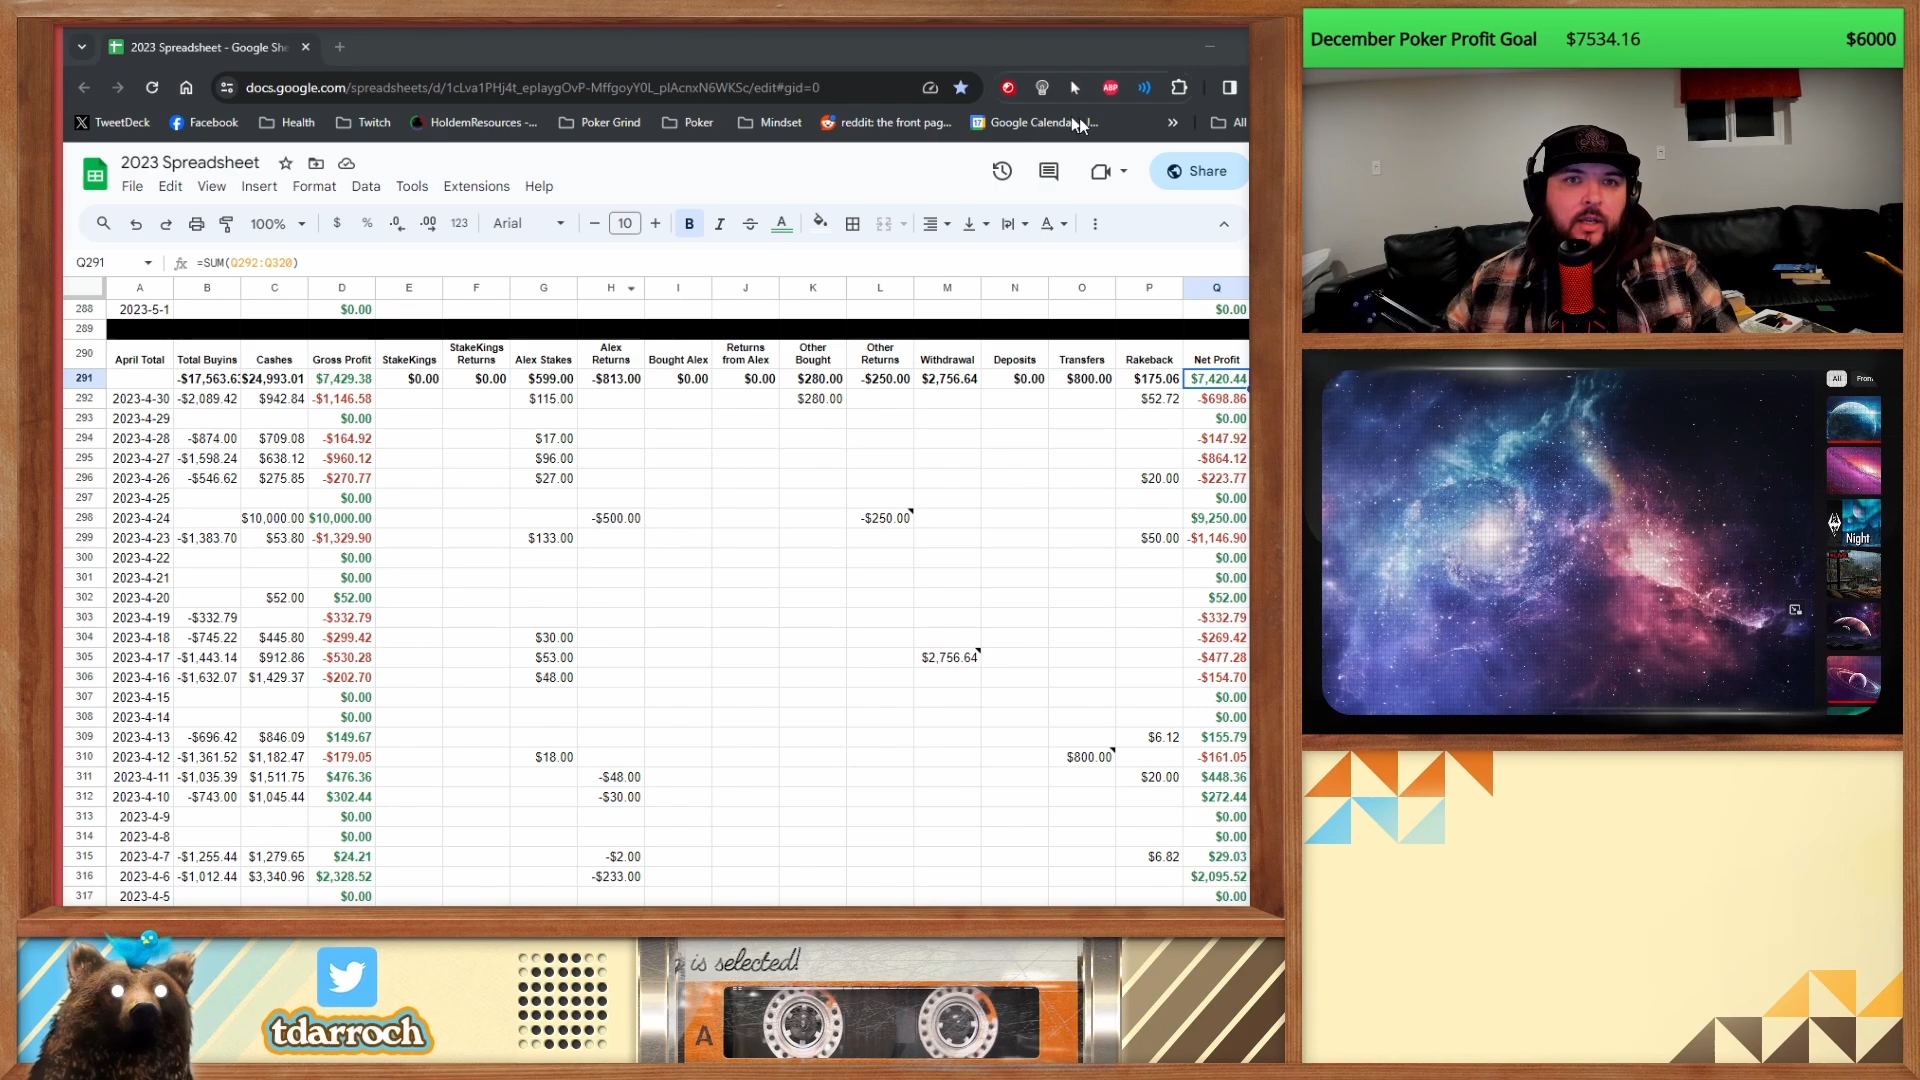 2023 Spreadsheet - Google She
docs.google.com/spreadsheets/d/1cLva1PHj4t_eplaygOvP-MffgoyY0L_plAcnxN6WKSc/edit#gid=0
ABP
TweetDeck Facebook Health Twitch HoldemResources -... Poker Grind Poker Mindset reddit: the front pag... Google Calendar All
2023 Spreadsheet
File Edit View Insert Format Data Tools Extensions Help
Share
100% $ % .0 .00 123 Arial 10 B I S A
Q291 fx =SUM(Q292:Q320)
A B C D E F G H I J K L M N O P Q
288 2023-5-1 $0.00 $0.00
289
290 April Total Total Buyins Cashes Gross Profit StakeKings StakeKings Returns Alex Stakes Alex Returns Bought Alex Returns from Alex Other Bought Other Returns Withdrawal Deposits Transfers Rakeback Net Profit
291 -$17,563.63 $24,993.01 $7,429.38 $0.00 $0.00 $599.00 -$813.00 $0.00 $0.00 $280.00 -$250.00 $2,756.64 $0.00 $800.00 $175.06 $7,420.44
292 2023-4-30 -$2,089.42 $942.84 -$1,146.58 $115.00 $280.00 $52.72 -$698.86
293 2023-4-29 $0.00 $0.00
294 2023-4-28 -$874.00 $709.08 -$164.92 $17.00 -$147.92
295 2023-4-27 -$1,598.24 $638.12 -$960.12 $96.00 -$864.12
296 2023-4-26 -$546.62 $275.85 -$270.77 $27.00 $20.00 -$223.77
297 2023-4-25 $0.00 $0.00
298 2023-4-24 $10,000.00 $10,000.00 -$500.00 -$250.00 $9,250.00
299 2023-4-23 -$1,383.70 $53.80 -$1,329.90 $133.00 $50.00 -$1,146.90
300 2023-4-22 $0.00 $0.00
301 2023-4-21 $0.00 $0.00
302 2023-4-20 $52.00 $52.00 $52.00
303 2023-4-19 -$332.79 -$332.79 -$332.79
304 2023-4-18 -$745.22 $445.80 -$299.42 $30.00 -$269.42
305 2023-4-17 -$1,443.14 $912.86 -$530.28 $53.00 $2,756.64 -$477.28
306 2023-4-16 -$1,632.07 $1,429.37 -$202.70 $48.00 -$154.70
307 2023-4-15 $0.00 $0.00
308 2023-4-14 $0.00 $0.00
309 2023-4-13 -$696.42 $846.09 $149.67 $6.12 $155.79
310 2023-4-12 -$1,361.52 $1,182.47 -$179.05 $18.00 $800.00 -$161.05
311 2023-4-11 -$1,035.39 $1,511.75 $476.36 -$48.00 $20.00 $448.36
312 2023-4-10 -$743.00 $1,045.44 $302.44 -$30.00 $272.44
313 2023-4-9 $0.00 $0.00
314 2023-4-8 $0.00 $0.00
315 2023-4-7 -$1,255.44 $1,279.65 $24.21 -$2.00 $6.82 $29.03
316 2023-4-6 -$1,012.44 $3,340.96 $2,328.52 -$233.00 $2,095.52
317 2023-4-5 $0.00 $0.00
December Poker Profit Goal $7534.16 $6000
All From
Night
tdarroch
is selected!
A